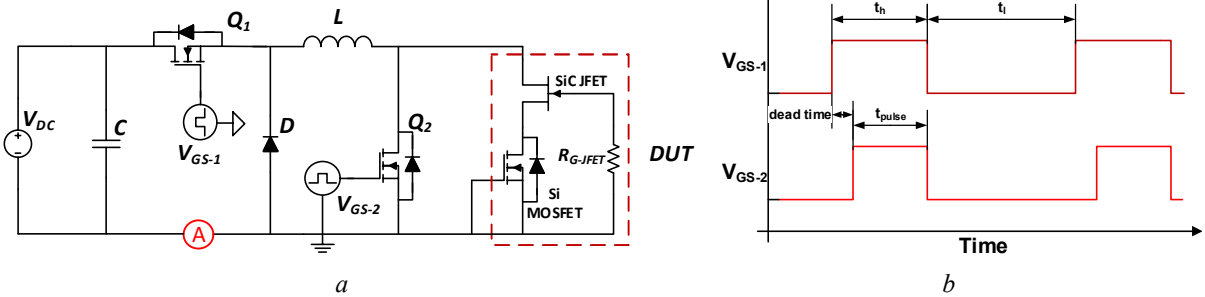 Q1
L
SiC JFET
VDC
C
VGS-1
D
Q2
VGS-2
RG-JFET
DUT
Si
MOSFET
A
a
th
tl
VGS-1
dead time
tpulse
VGS-2
Time
b